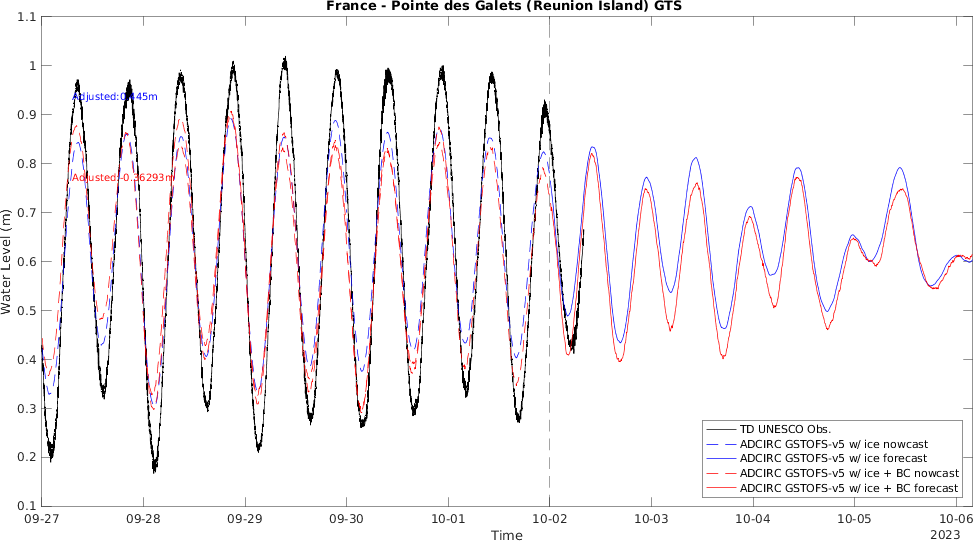 France - Pointe des Galets (Reunion Island) GTS
1.1
1
0.9
0.8
0.7
0.6
0.5
0.4
0.3
0.2
0.1
Water Level (m)
Adjusted:0.445m
Adjusted:-0.36293m
TD UNESCO Obs.
ADCIRC GSTOFS-v5 w/ ice nowcast
ADCIRC GSTOFS-v5 w/ ice forecast
ADCIRC GSTOFS-v5 w/ ice + BC nowcast
ADCIRC GSTOFS-v5 w/ ice + BC forecast
09-27 09-28 09-29 09-30 10-01 10-02 10-03 10-04 10-05 10-06
Time
2023